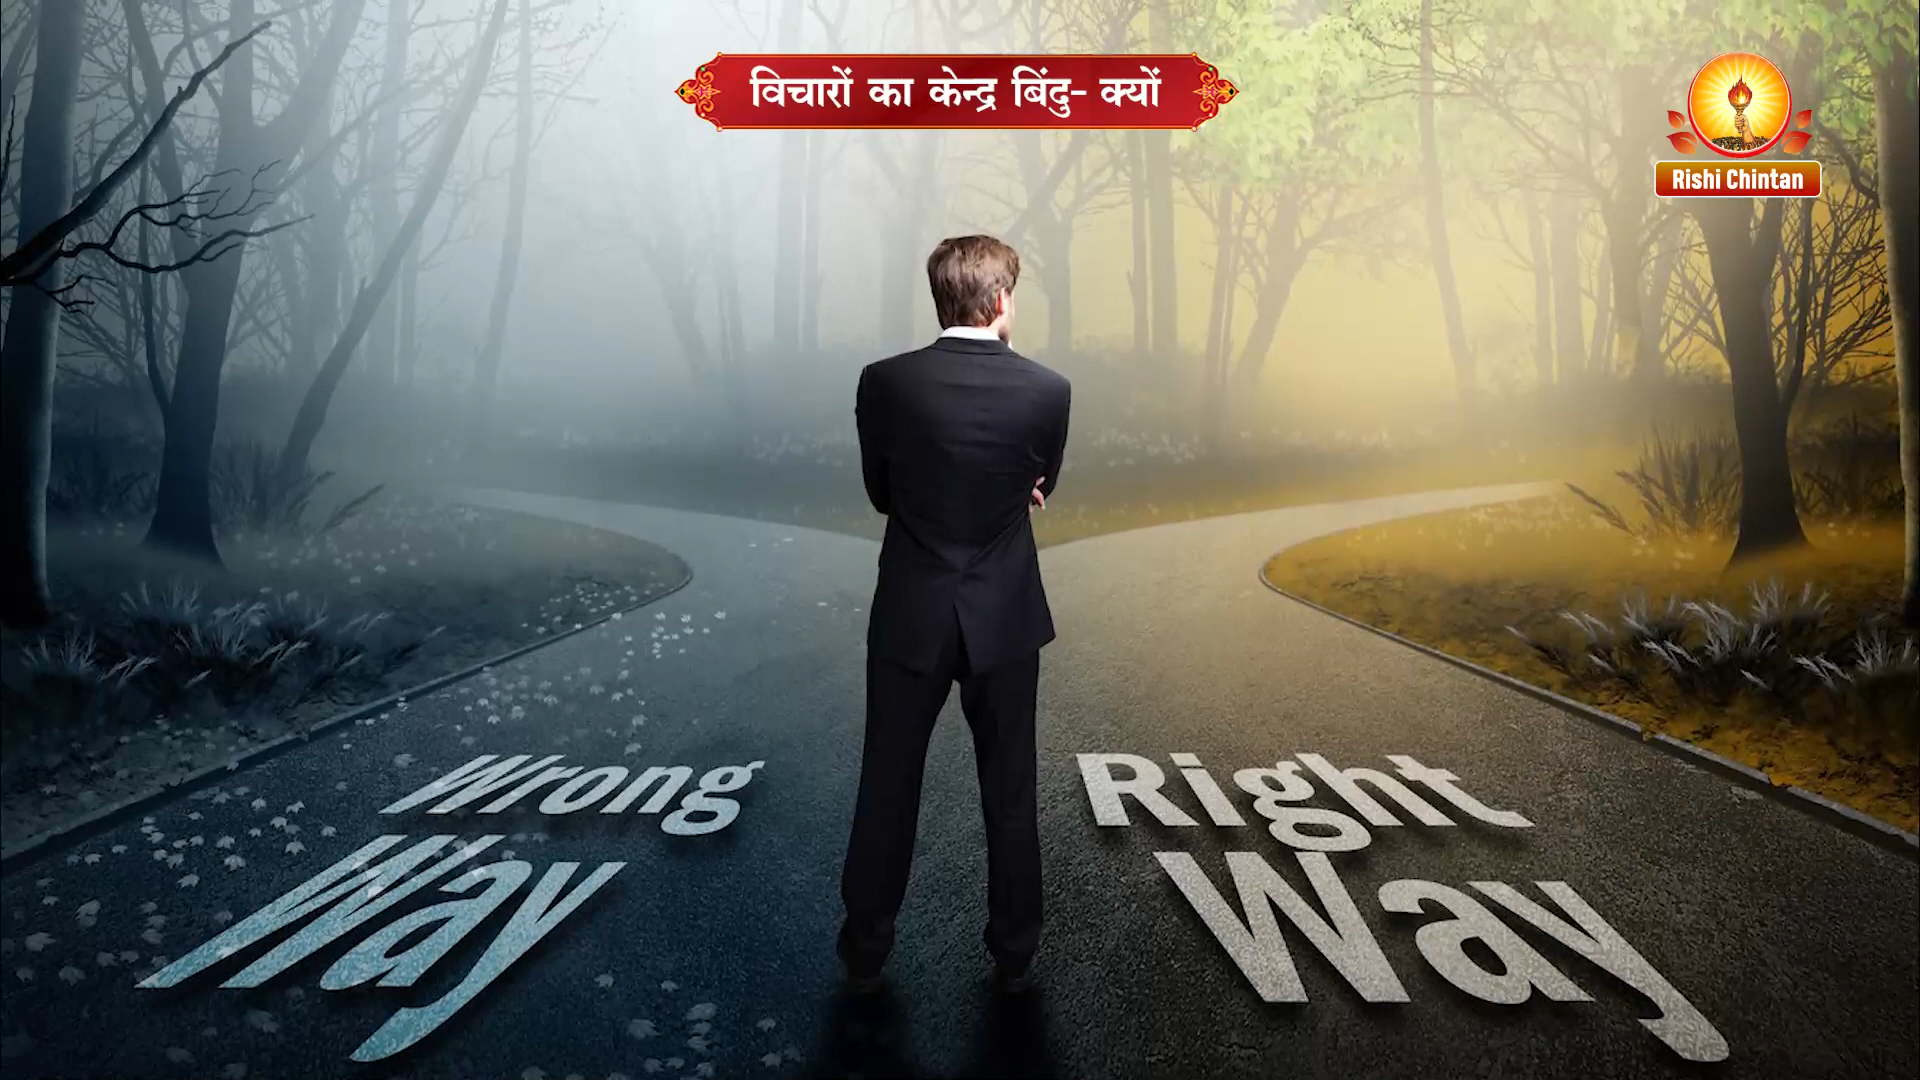 विचारों का केन्द्र बिंदु- क्यों
Rishi Chintan
Wrong
Way
Right
Way